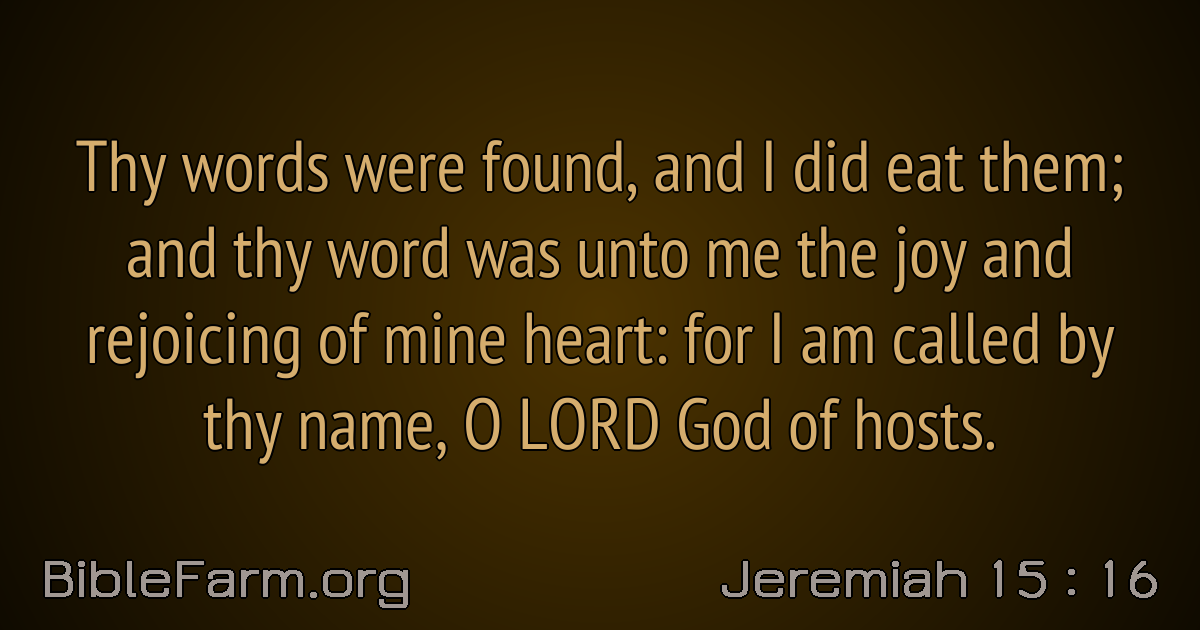 Thy words were found, and I did eat them;
and thy word was unto me the joy and
rejoicing of mine heart: for I am called by
thy name, O LORD God of hosts.
BibleFarm.org
Jeremiah 15 : 16